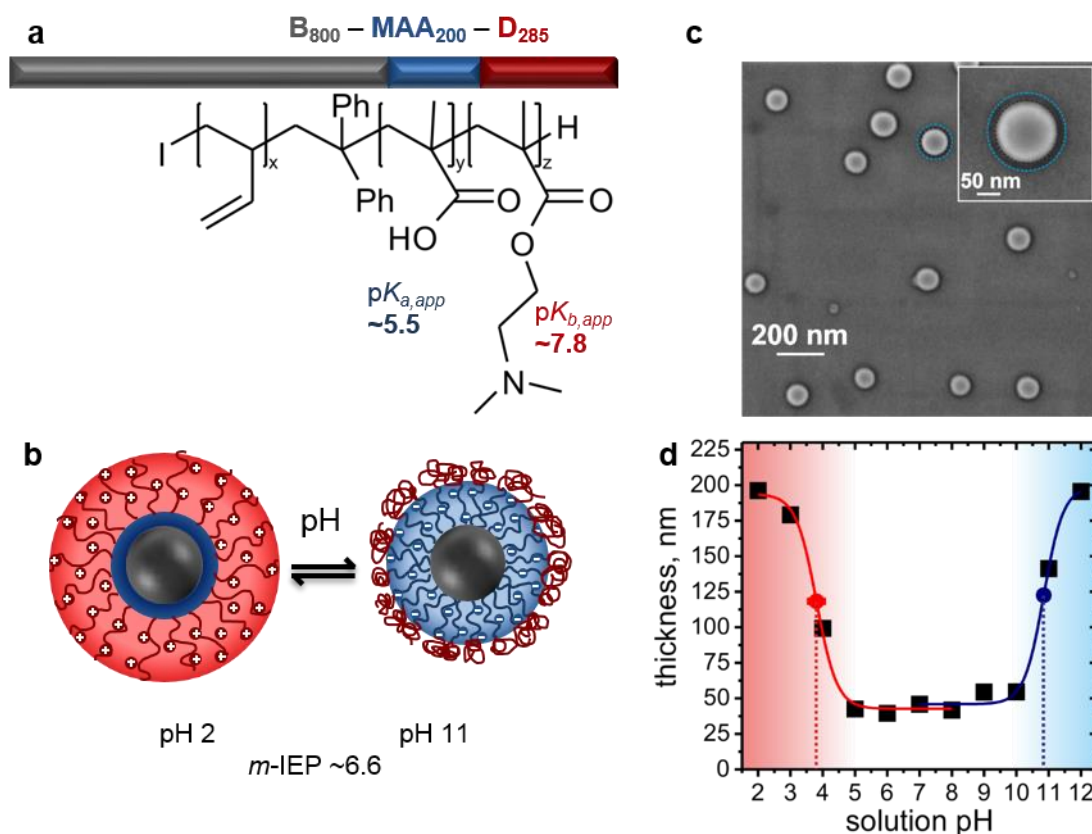 a
B₈₀₀ – MAA₂₀₀ – D₂₈₅
I
x
Ph
Ph
y
HO
O
z
H
O
O
N
pKₐ,ₐₚₚ
~5.5
pK_b,app
~7.8
b
pH
pH 2
pH 11
m-IEP ~6.6
c
50 nm
200 nm
d
thickness, nm
225
200
175
150
125
100
75
50
25
0
2 3 4 5 6 7 8 9 10 11 12
solution pH